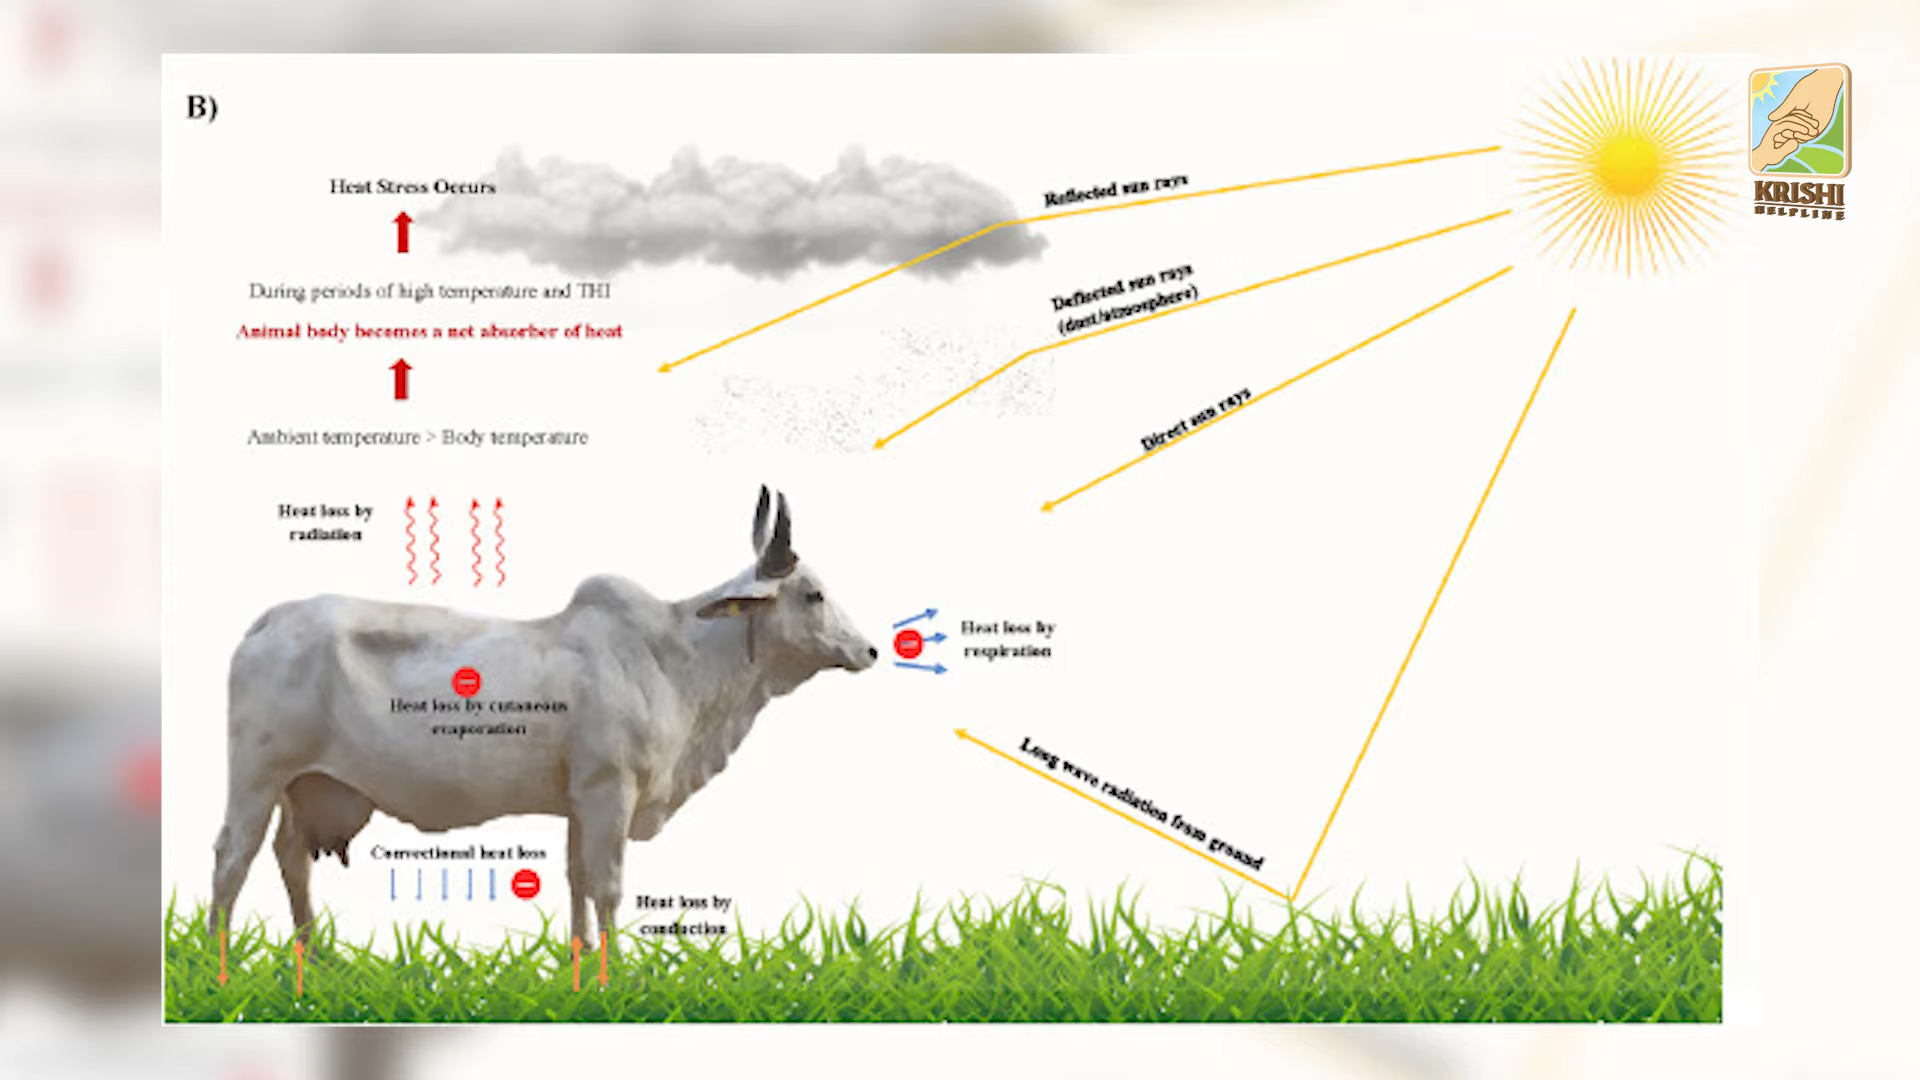 B)
Heat Stress Occurs
During periods of high temperature and THI
Animal body becomes a net absorber of heat
Ambient temperature > Body temperature
Heat loss by
radiation
Reflected sun rays
Deflected sun rays
(dust/atmosphere)
Direct sun rays
Long wave radiation from ground
Heat loss by
respiration
Heat loss by cutaneous
evaporation
Convectional heat loss
Heat loss by
conduction
KRISHI
HELPLINE